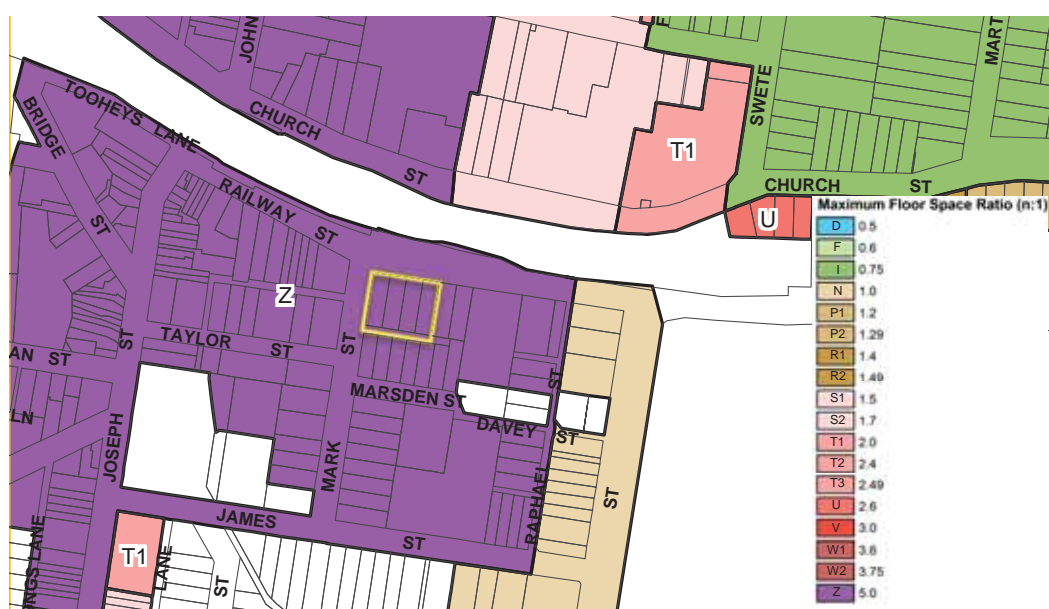 JOHN
F
MART
SWETE
TOOHEYS LANE
BRIDGE ST
CHURCH ST
T1
RAILWAY ST
CHURCH ST
U
Z
TAYLOR ST
ST
AN ST
ST
MARSDEN ST
ST
DAVEY ST
LN
JOSEPH
MARK
RAPHAEL
ST
JAMES ST
NGS LANE
T1
LANE
ST
Maximum Floor Space Ratio (n:1)
D 0.5
F 0.6
I 0.75
N 1.0
P1 1.2
P2 1.29
R1 1.4
R2 1.49
S1 1.5
S2 1.7
T1 2.0
T2 2.4
T3 2.49
U 2.6
V 3.0
W1 3.6
W2 3.75
Z 5.0